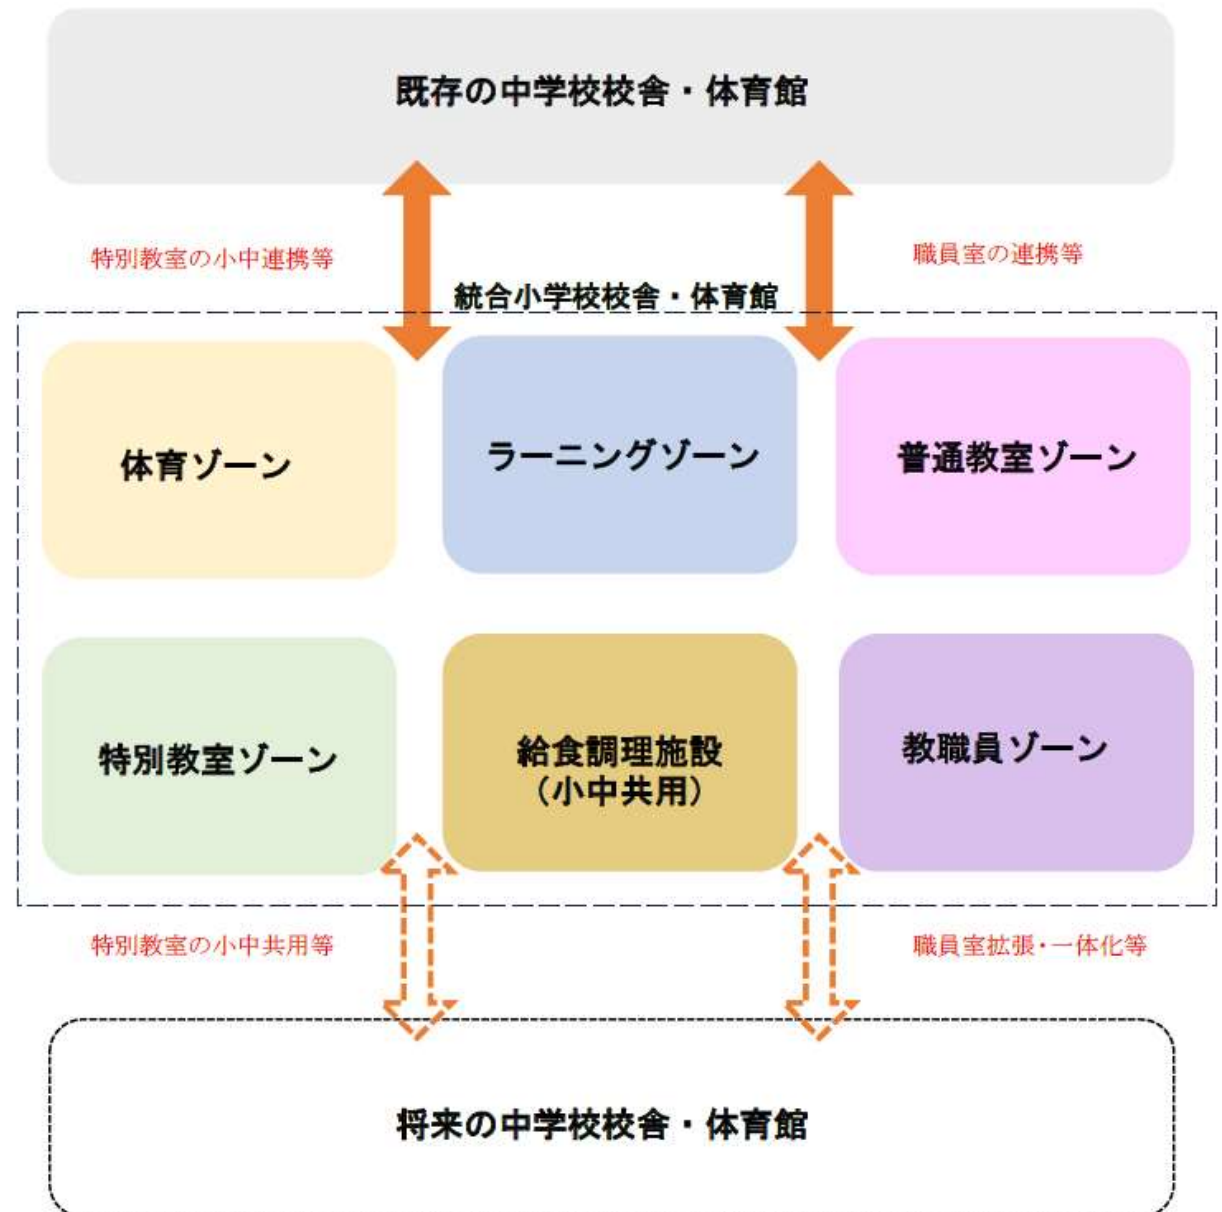 既存の中学校校舎・体育館
特別教室の小中連携等
職員室の連携等
統合小学校校舎・体育館
体育ゾーン
ラーニングゾーン
普通教室ゾーン
特別教室ゾーン
給食調理施設
（小中共用）
教職員ゾーン
特別教室の小中共用等
職員室拡張・一体化等
将来の中学校校舎・体育館